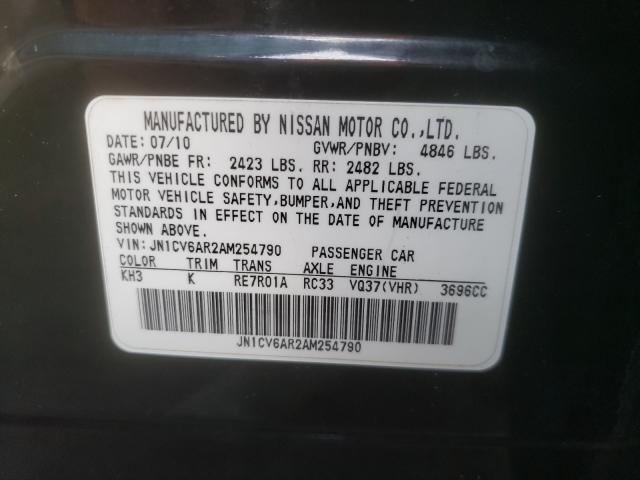 MANUFACTURED BY NISSAN MOTOR CO.,LTD.
DATE: 07/10 GVWR/PNBV: 4846 LBS.
GAWR/PNBE FR: 2423 LBS. RR: 2482 LBS.
THIS VEHICLE CONFORMS TO ALL APPLICABLE FEDERAL
MOTOR VEHICLE SAFETY,BUMPER,AND THEFT PREVENTION
STANDARDS IN EFFECT ON THE DATE OF MANUFACTURE
SHOWN ABOVE.
VIN: JN1CV6AR2AM254790 PASSENGER CAR
COLOR TRIM TRANS AXLE ENGINE
KH3 K RE7R01A RC33 VQ37(VHR) 3696CC
JN1CV6AR2AM254790